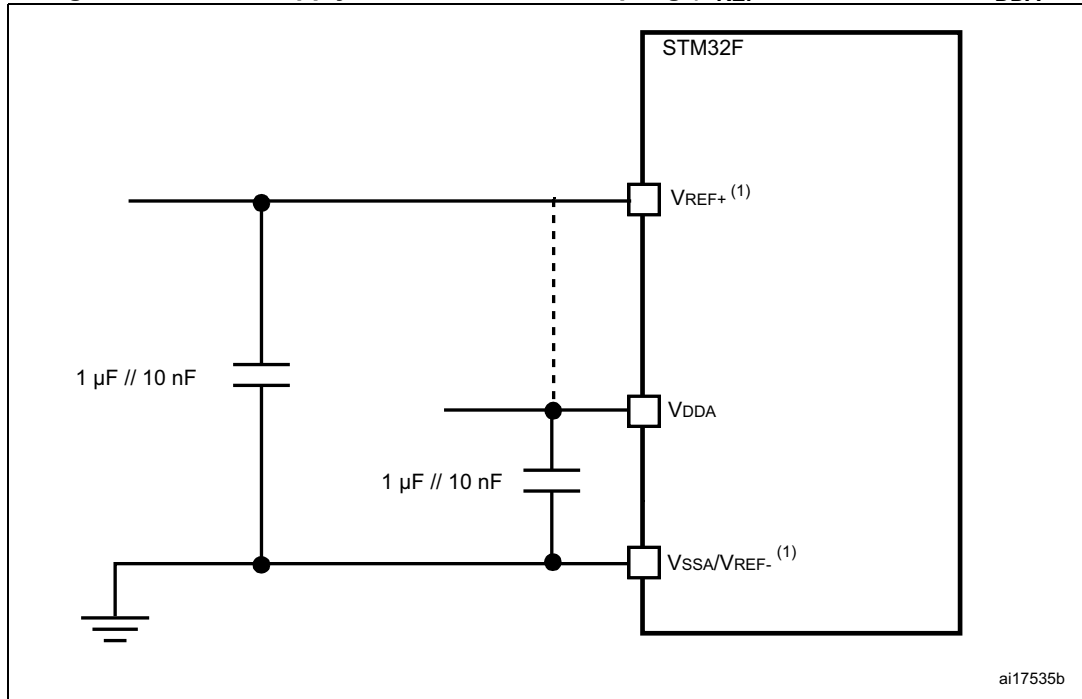 STM32F
VREF+ (1)
1 µF // 10 nF
VDDA
1 µF // 10 nF
VSSA/VREF- (1)
ai17535b